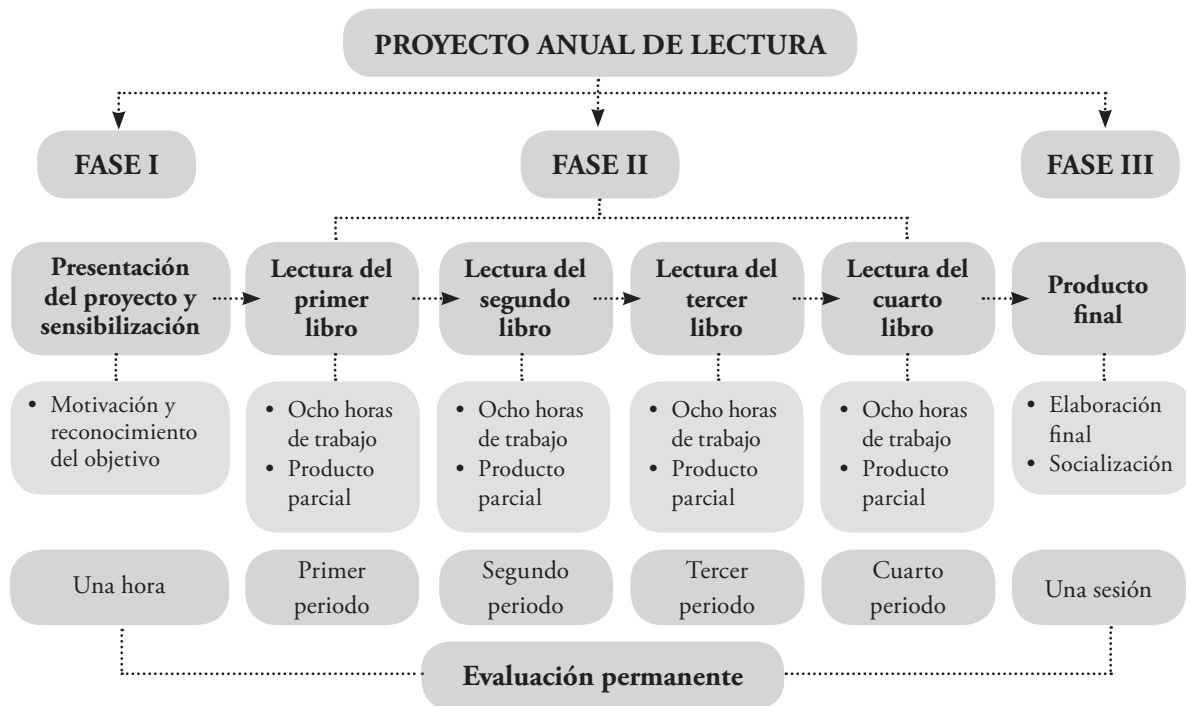 PROYECTO ANUAL DE LECTURA
FASE I
FASE II
FASE III
Presentación
del proyecto y
sensibilización
Lectura del
primer
libro
Lectura del
segundo
libro
Lectura del
tercer
libro
Lectura del
cuarto
libro
Producto
final
• Motivación y
reconocimiento
del objetivo
• Ocho horas
de trabajo
• Producto
parcial
• Ocho horas
de trabajo
• Producto
parcial
• Ocho horas
de trabajo
• Producto
parcial
• Ocho horas
de trabajo
• Producto
parcial
• Elaboración
final
• Socialización
Una hora
Primer
periodo
Segundo
periodo
Tercer
periodo
Cuarto
periodo
Una sesión
Evaluación permanente